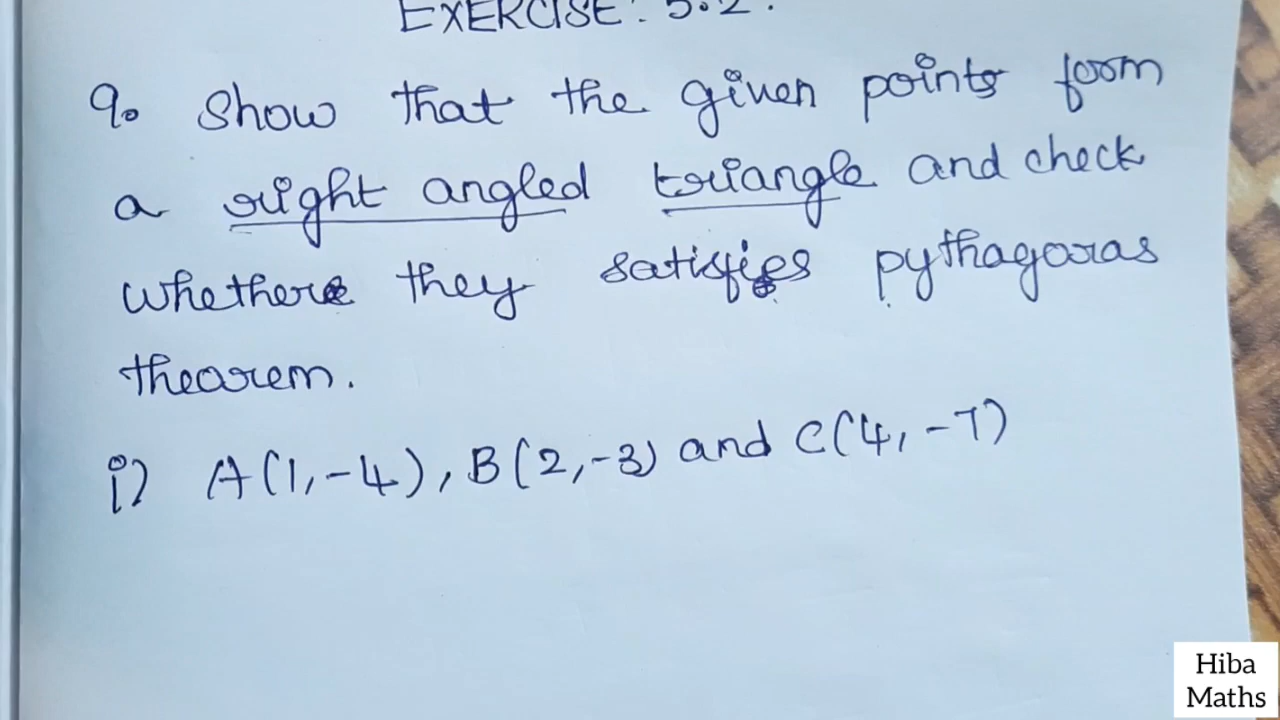 EXERCISE : 5.2.
9. Show that the given points form
a right angled triangle and check
whether they satisfies pythagoras
thearem.
i) A(1,-4), B(2,-3) and C(4,-7)
Hiba
Maths